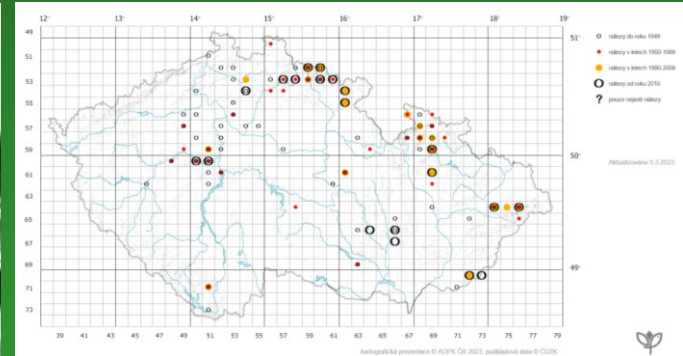 12° 13° 14° 15° 16° 17° 18° 19°
49 51°
51
53
55
57
59 50°
61
63
65
67
69 49°
71
73
39 41 43 45 47 49 51 53 55 57 59 61 63 65 67 69 71 73 75 77 79
nálezy do roku 1949
nálezy v letech 1950-1989
nálezy v letech 1990-2009
nálezy od roku 2010
? pouze nejisté nálezy
Aktualizováno 5.3.2023
kartografická prezentace © AOPK ČR 2023, podkladová data © ČÚZK